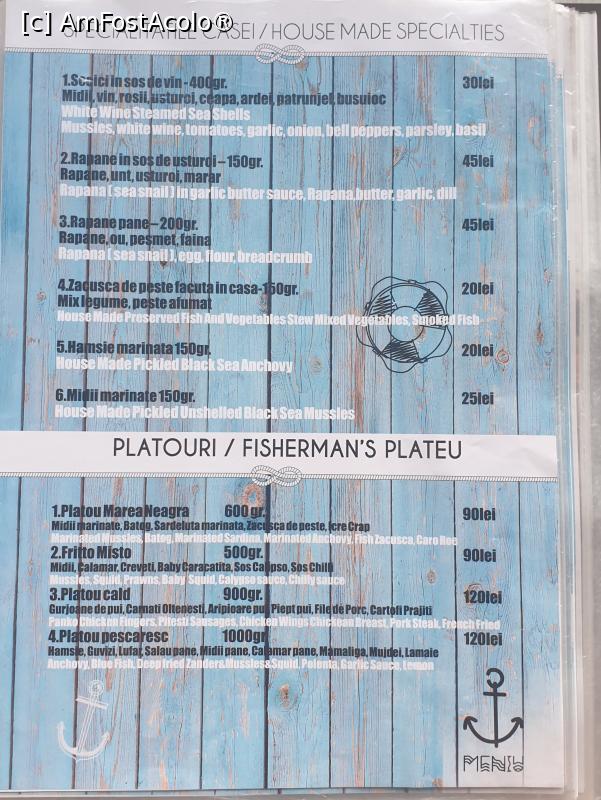 [c] AmFostAcolo®
SPECIALITATILE CASEI / HOUSE MADE SPECIALTIES
1.Scoici in sos de vin - 400gr. 30lei
Midii, vin, rosii, usturoi, ceapa, ardei, patrunjel, busuioc
White Wine Steamed Sea Shells
Mussles, white wine, tomatoes, garlic, onion, bell peppers, parsley, basil
2.Rapane in sos de usturoi – 150gr. 45lei
Rapane, unt, usturoi, marar
Rapana ( sea snail ) in garlic butter sauce, Rapana,butter, garlic, dill
3.Rapane pane – 200gr. 45lei
Rapane, ou, pesmet, faina
Rapana ( sea snail ), egg, flour, breadcrumb
4.Zacusca de peste facuta in casa-150gr. 20lei
Mix legume, peste afumat
House Made Preserved Fish And Vegetables Stew Mixed Vegetables, Smoked Fish
5.Hamsie marinata 150gr. 20lei
House Made Pickled Black Sea Anchovy
6.Midii marinate 150gr. 25lei
House Made Pickled Unshelled Black Sea Mussles
PLATOURI / FISHERMAN'S PLATEU
1.Platou Marea Neagra 600 gr. 90lei
Midii marinate, Batog, Sardeluta marinata, Zacusca de peste, Icre Crap
Marinated Mussles, Batog, Marinated Sardina, Marinated Anchovy, Fish Zacusca, Caro Roe
2.Fritto Misto 500gr. 90lei
Midii, Calamar, Creveti, Baby Caracatita, Sos Calipso, Sos Chilli
Mussles, Squid, Prawns, Baby Squid, Calypso sauce, Chilly sauce
3.Platou cald 900gr. 120lei
Gurjoane de pui, Carnati Oltenesti, Aripioare pui, Piept pui, File de Porc, Cartofi Prajiti
Panko Chicken Fingers, Pitesti Sausages, Chicken Wings Chickean Breast, Pork Steak, French Fried
4.Platou pescaresc 1000gr. 120lei
Hamsie, Guvizi, Lufar, Salau pane, Midii pane, Calamar pane, Mamaliga, Mujdei, Lamaie
Anchovy, Blue Fish, Deep fried Zander&Mussles&Squid, Polenta, Garlic Sauce, Lemon
MENIU